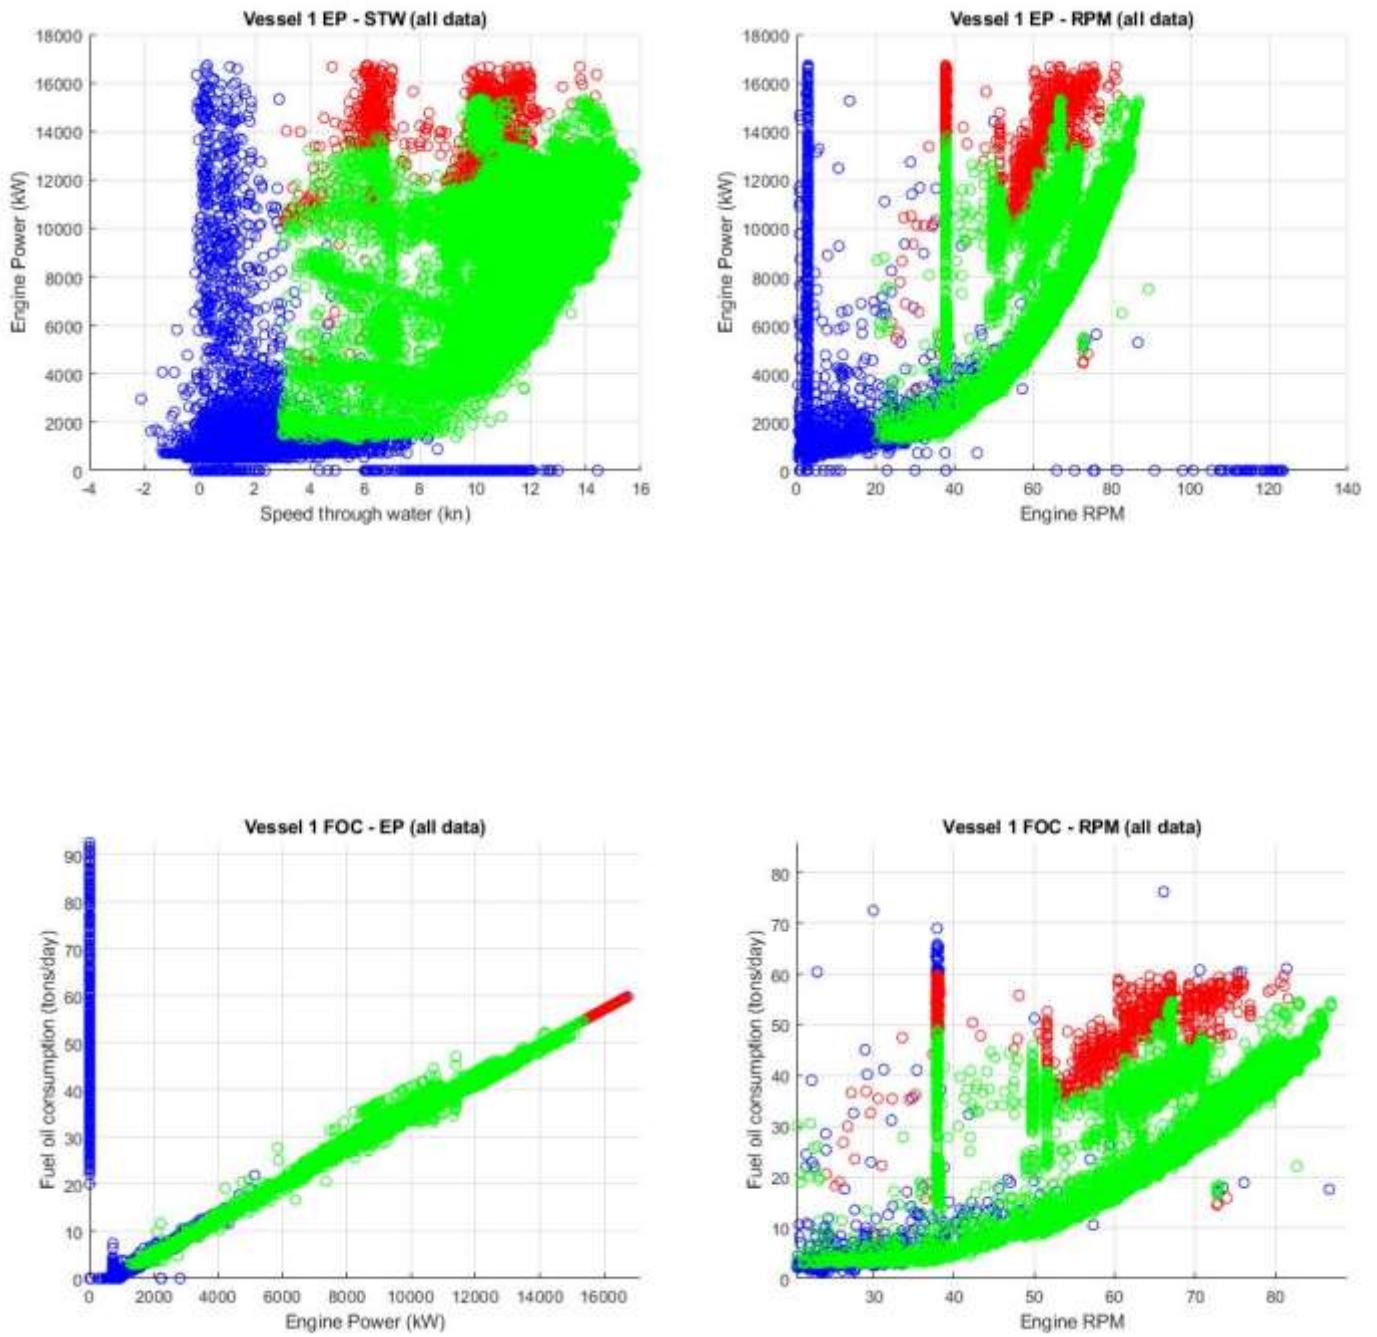 Vessel 1 EP - STW (all data)
18000
16000
14000
12000
10000
8000
6000
4000
2000
0
Engine Power (kW)
-4 -2 0 2 4 6 8 10 12 14 16
Speed through water (kn)
Vessel 1 EP - RPM (all data)
18000
16000
14000
12000
10000
8000
6000
4000
2000
0
Engine Power (kW)
0 20 40 60 80 100 120 140
Engine RPM
Vessel 1 FOC - EP (all data)
90
80
70
60
50
40
30
20
10
0
Fuel oil consumption (tons/day)
0 2000 4000 6000 8000 10000 12000 14000 16000
Engine Power (kW)
Vessel 1 FOC - RPM (all data)
80
70
60
50
40
30
20
10
0
Fuel oil consumption (tons/day)
30 40 50 60 70 80
Engine RPM